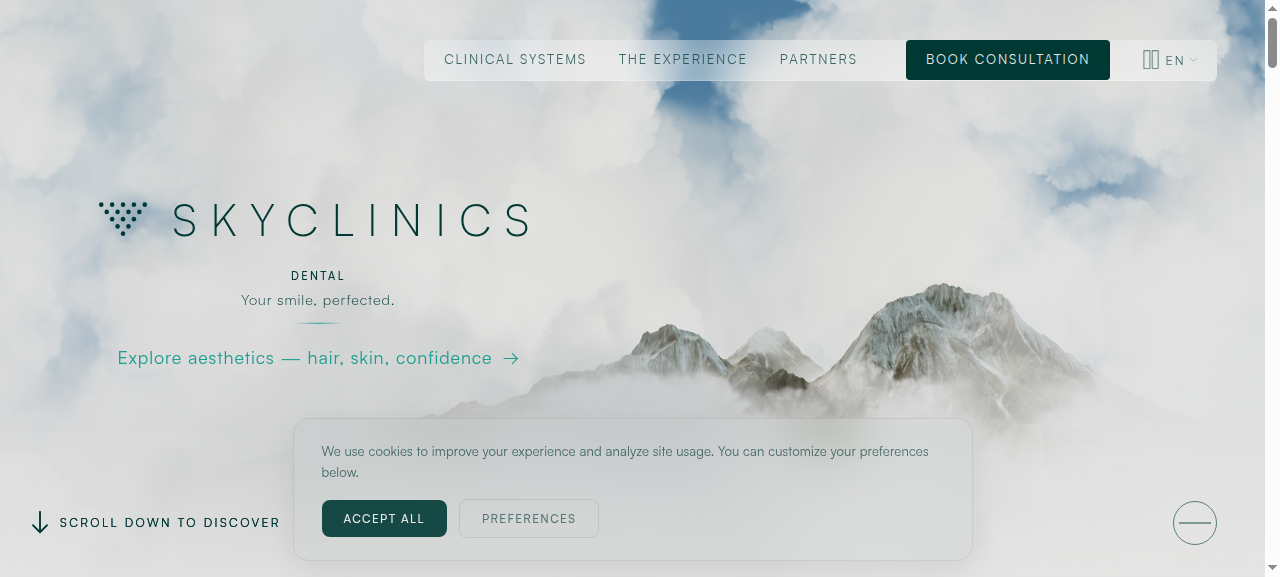 CLINICAL SYSTEMS
THE EXPERIENCE
PARTNERS
BOOK CONSULTATION
EN
SKYCLINICS
DENTAL
Your smile, perfected.
Explore aesthetics — hair, skin, confidence →
We use cookies to improve your experience and analyze site usage. You can customize your preferences
below.
ACCEPT ALL
PREFERENCES
SCROLL DOWN TO DISCOVER